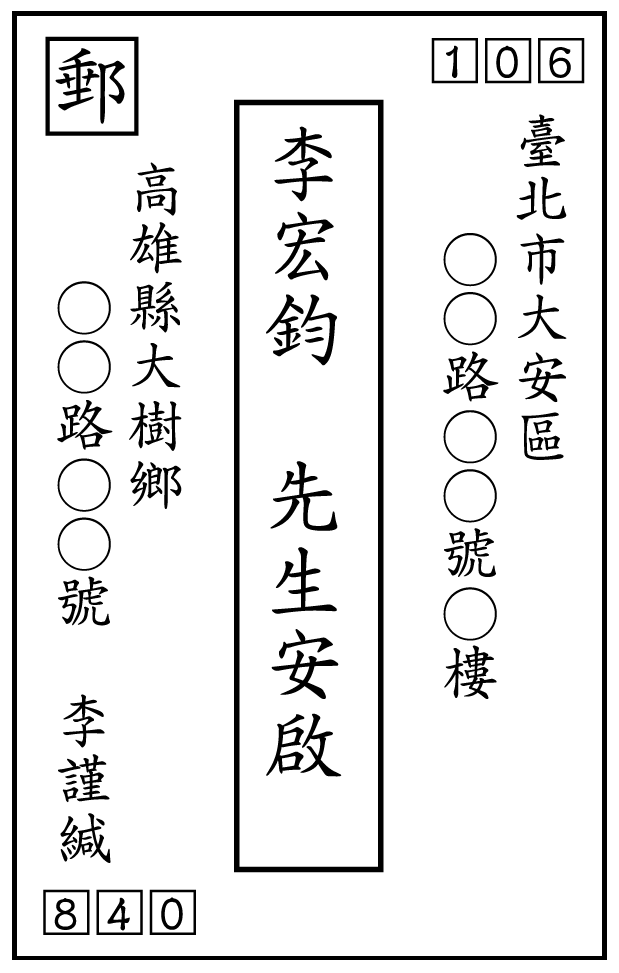 106
臺北市大安區
○○路○○號○樓
李宏鈞　先生安啟
郵
高雄縣大樹鄉
○○路○○號　李謹緘
840